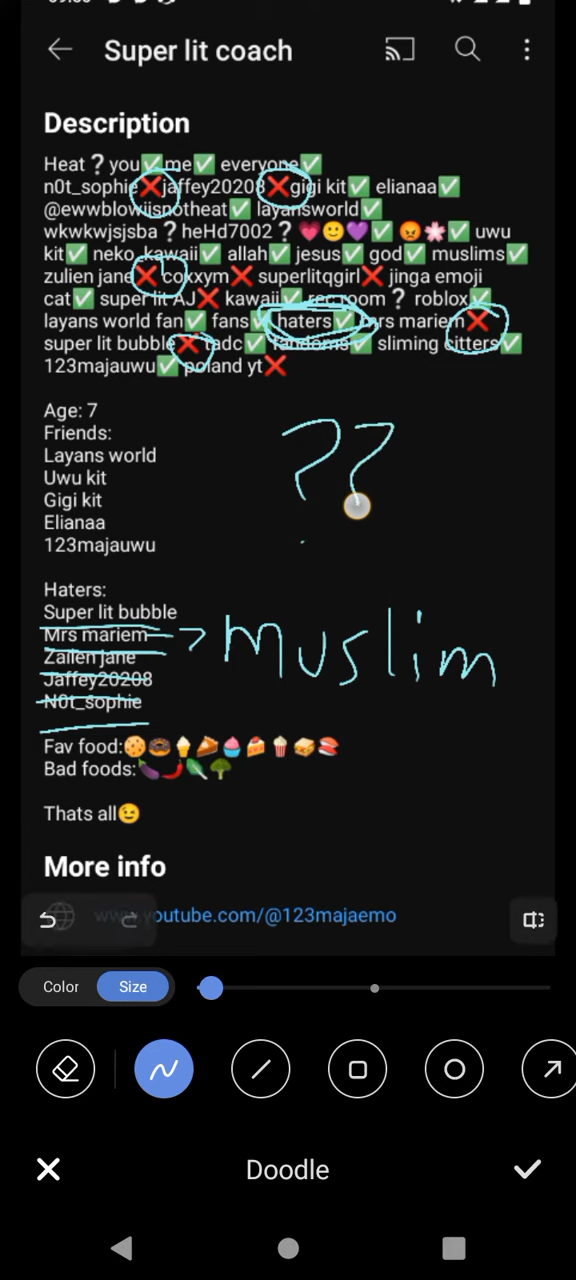 Super lit coach
Description
Heat❓you✅me✅ everyone✅
n0t_sophie❌jaffey20208❌gigi kit✅ elianaa✅
@ewwblowiisnotheat✅ layansworld✅
wkwkwjsjsba❓heHd7002❓💗🙂💜✅😡🌸✅ uwu
kit✅ neko_kawaii✅ allah✅ jesus✅ god✅ muslims✅
zulien jane❌ coxxym❌ superlitqgirl❌ jinga emoji
cat✅ super lit AJ❌ kawaii✅ rec room❓ roblox✅
layans world fan✅ fans✅ haters✅ mrs mariem❌
super lit bubble❌ tadc✅ fandoms✅ sliming sitters✅
123majauwu✅ poland yt❌
Age: 7
Friends:
Layans world
Uwu kit
Gigi kit
Elianaa
123majauwu
??
Haters:
Super lit bubble
Mrs mariem
Muslim
Zailen jane
Jaffey20208
N0t_sophie
Fav food:🍪🍩🍦🥧🧁🍰🍿🥪🍣
Bad foods:🍆🌶️🍃🥦
Thats all😉
More info
www.youtube.com/@123majaemo
Color Size
Doodle